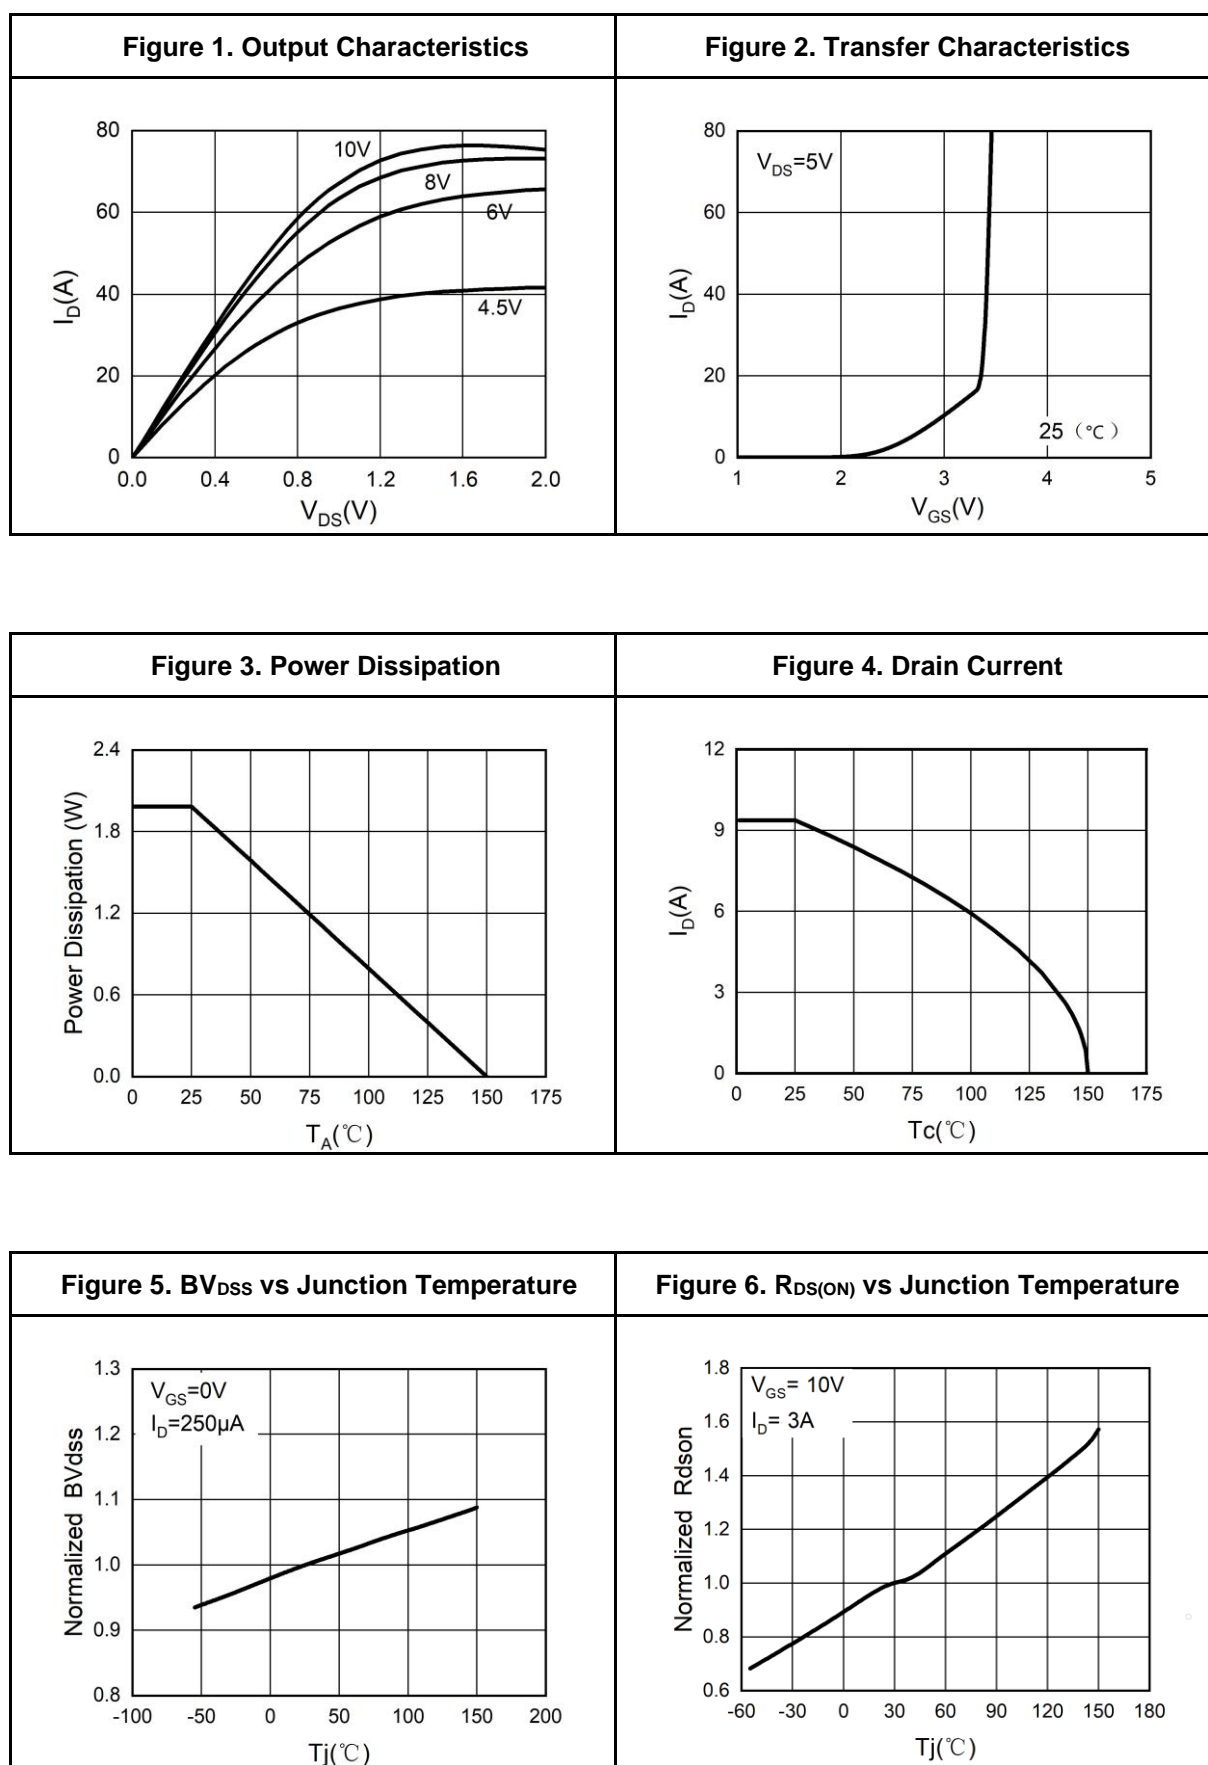 Figure 1. Output Characteristics
Figure 2. Transfer Characteristics
80
60
40
20
0
I_D(A)
10V
8V
6V
4.5V
0.0 0.4 0.8 1.2 1.6 2.0
V_DS(V)
80
60
40
20
0
I_D(A)
V_DS=5V
25（℃）
1 2 3 4 5
V_GS(V)
Figure 3. Power Dissipation
Figure 4. Drain Current
2.4
1.8
1.2
0.6
0.0
Power Dissipation (W)
0 25 50 75 100 125 150 175
T_A(℃)
12
9
6
3
0
I_D(A)
0 25 50 75 100 125 150 175
Tc(℃)
Figure 5. BV_DSS vs Junction Temperature
Figure 6. R_DS(ON) vs Junction Temperature
1.3
1.2
1.1
1.0
0.9
0.8
Normalized BVdss
V_GS=0V
I_D=250μA
-100 -50 0 50 100 150 200
Tj(℃)
1.8
1.6
1.4
1.2
1.0
0.8
0.6
Normalized Rdson
V_GS= 10V
I_D= 3A
-60 -30 0 30 60 90 120 150 180
Tj(℃)